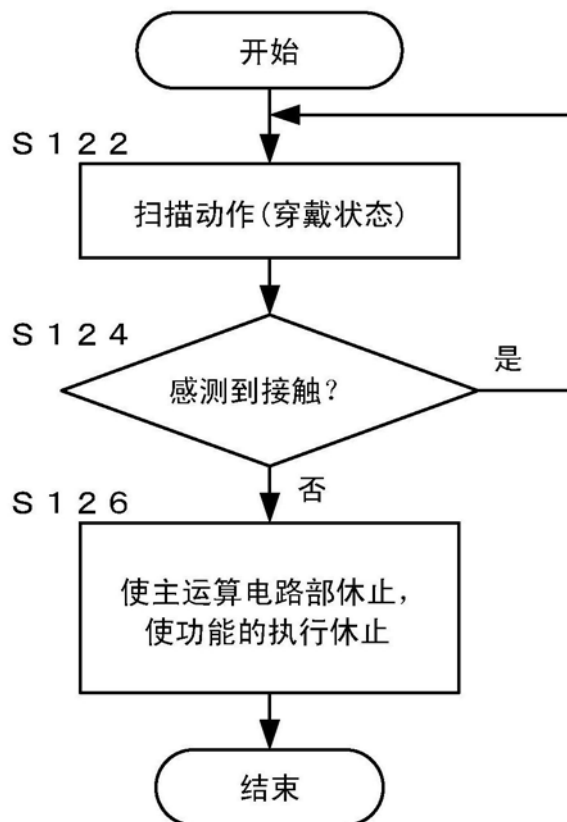 开始
S122
扫描动作(穿戴状态)
S124
感测到接触?
是
否
S126
使主运算电路部休止,
使功能的执行休止
结束